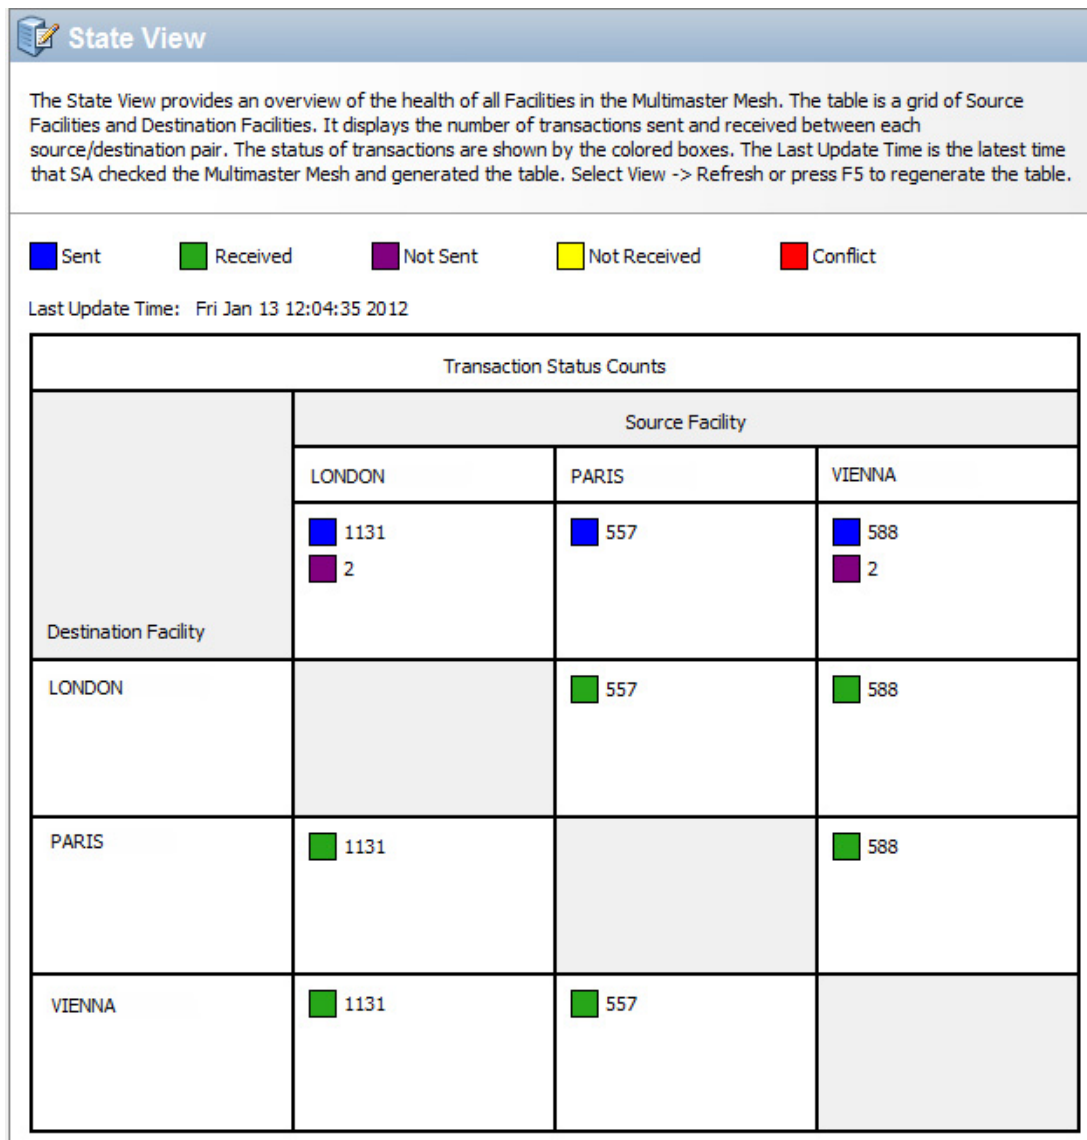 State View
The State View provides an overview of the health of all Facilities in the Multimaster Mesh. The table is a grid of Source
Facilities and Destination Facilities. It displays the number of transactions sent and received between each
source/destination pair. The status of transactions are shown by the colored boxes. The Last Update Time is the latest time
that SA checked the Multimaster Mesh and generated the table. Select View -> Refresh or press F5 to regenerate the table.
Sent Received Not Sent Not Received Conflict
Last Update Time: Fri Jan 13 12:04:35 2012
Transaction Status Counts
Source Facility
LONDON PARIS VIENNA
1131 557 588
2 2
Destination Facility
LONDON 557 588
PARIS 1131 588
VIENNA 1131 557